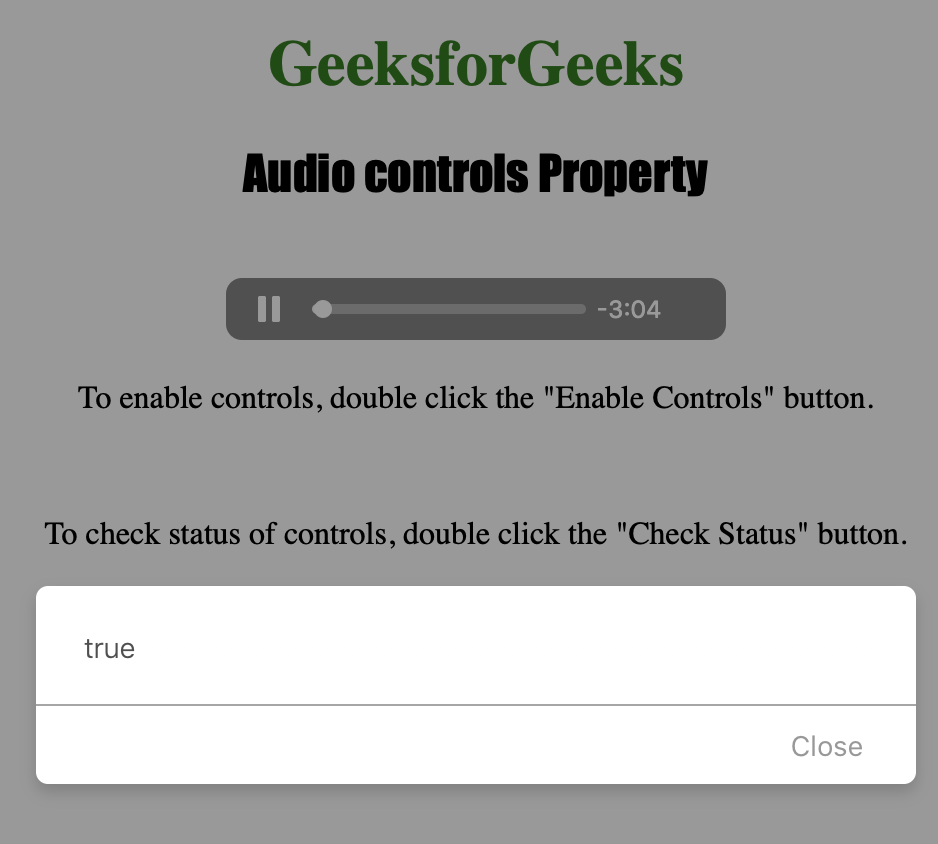 GeeksforGeeks
Audio controls Property
-3:04
To enable controls, double click the "Enable Controls" button.
To check status of controls, double click the "Check Status" button.
true
Close